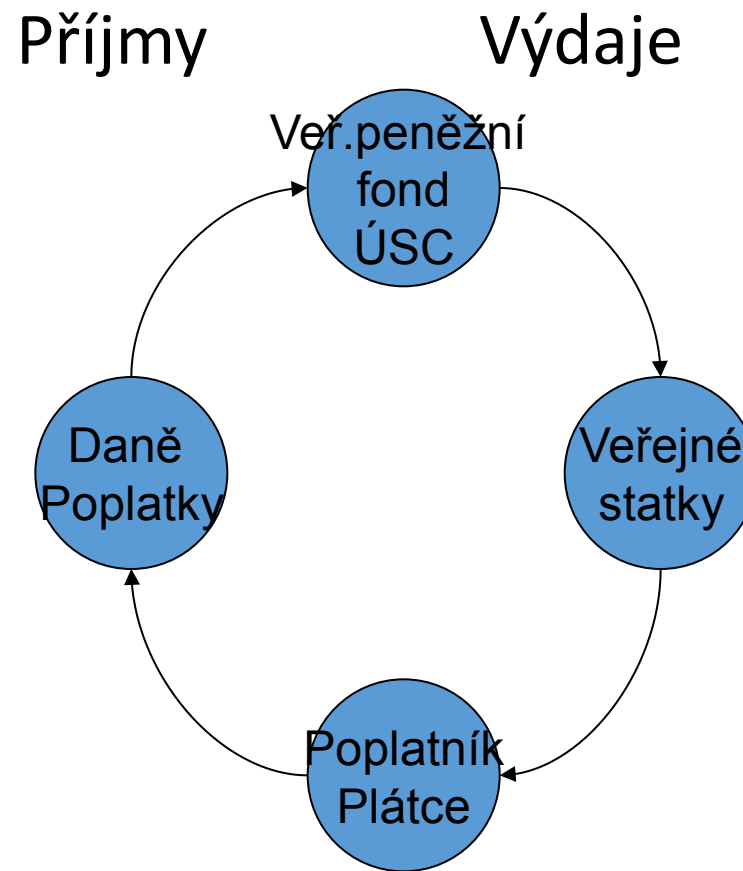 Příjmy
Výdaje
Veř.peněžní
fond
ÚSC
Daně
Poplatky
Veřejné
statky
Poplatník
Plátce